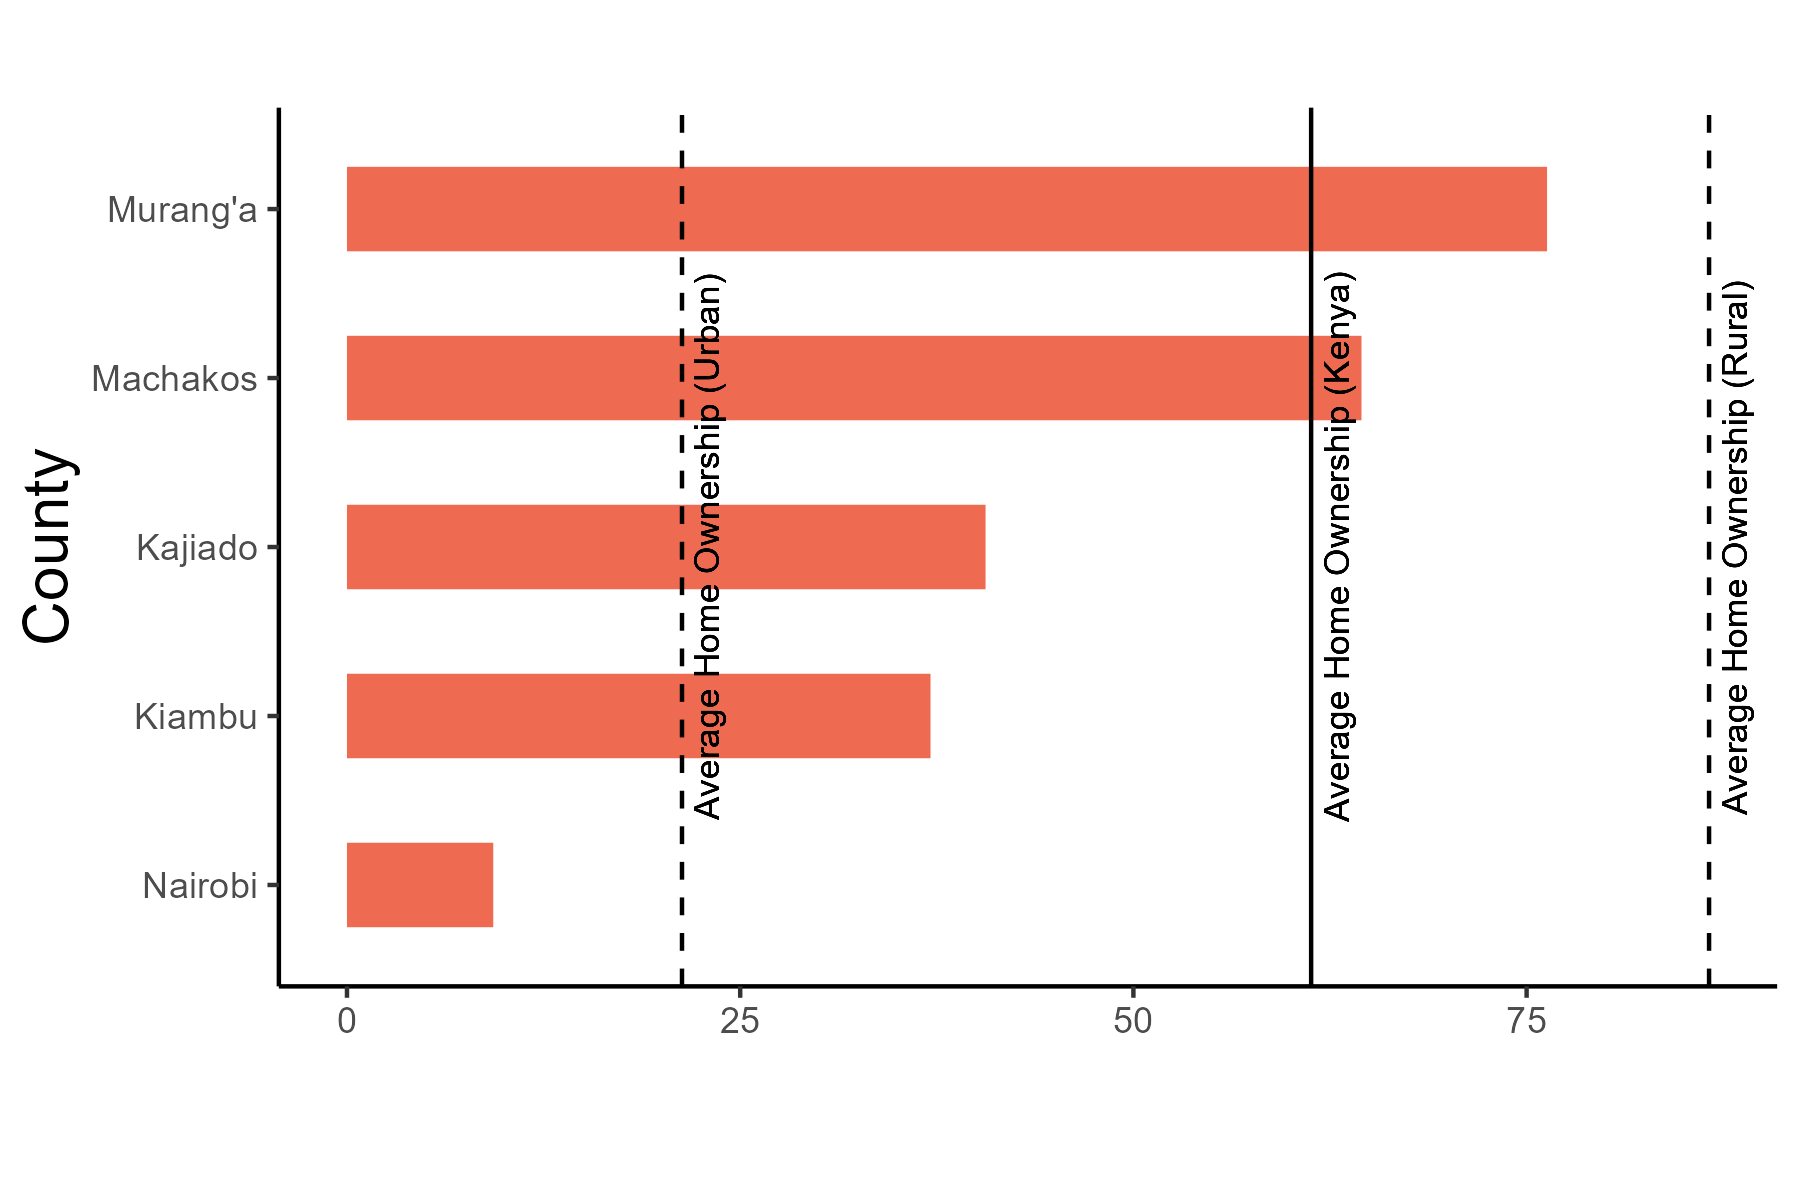 County
Murang'a
Machakos
Kajiado
Kiambu
Nairobi
Average Home Ownership (Urban)
Average Home Ownership (Kenya)
Average Home Ownership (Rural)
0 25 50 75